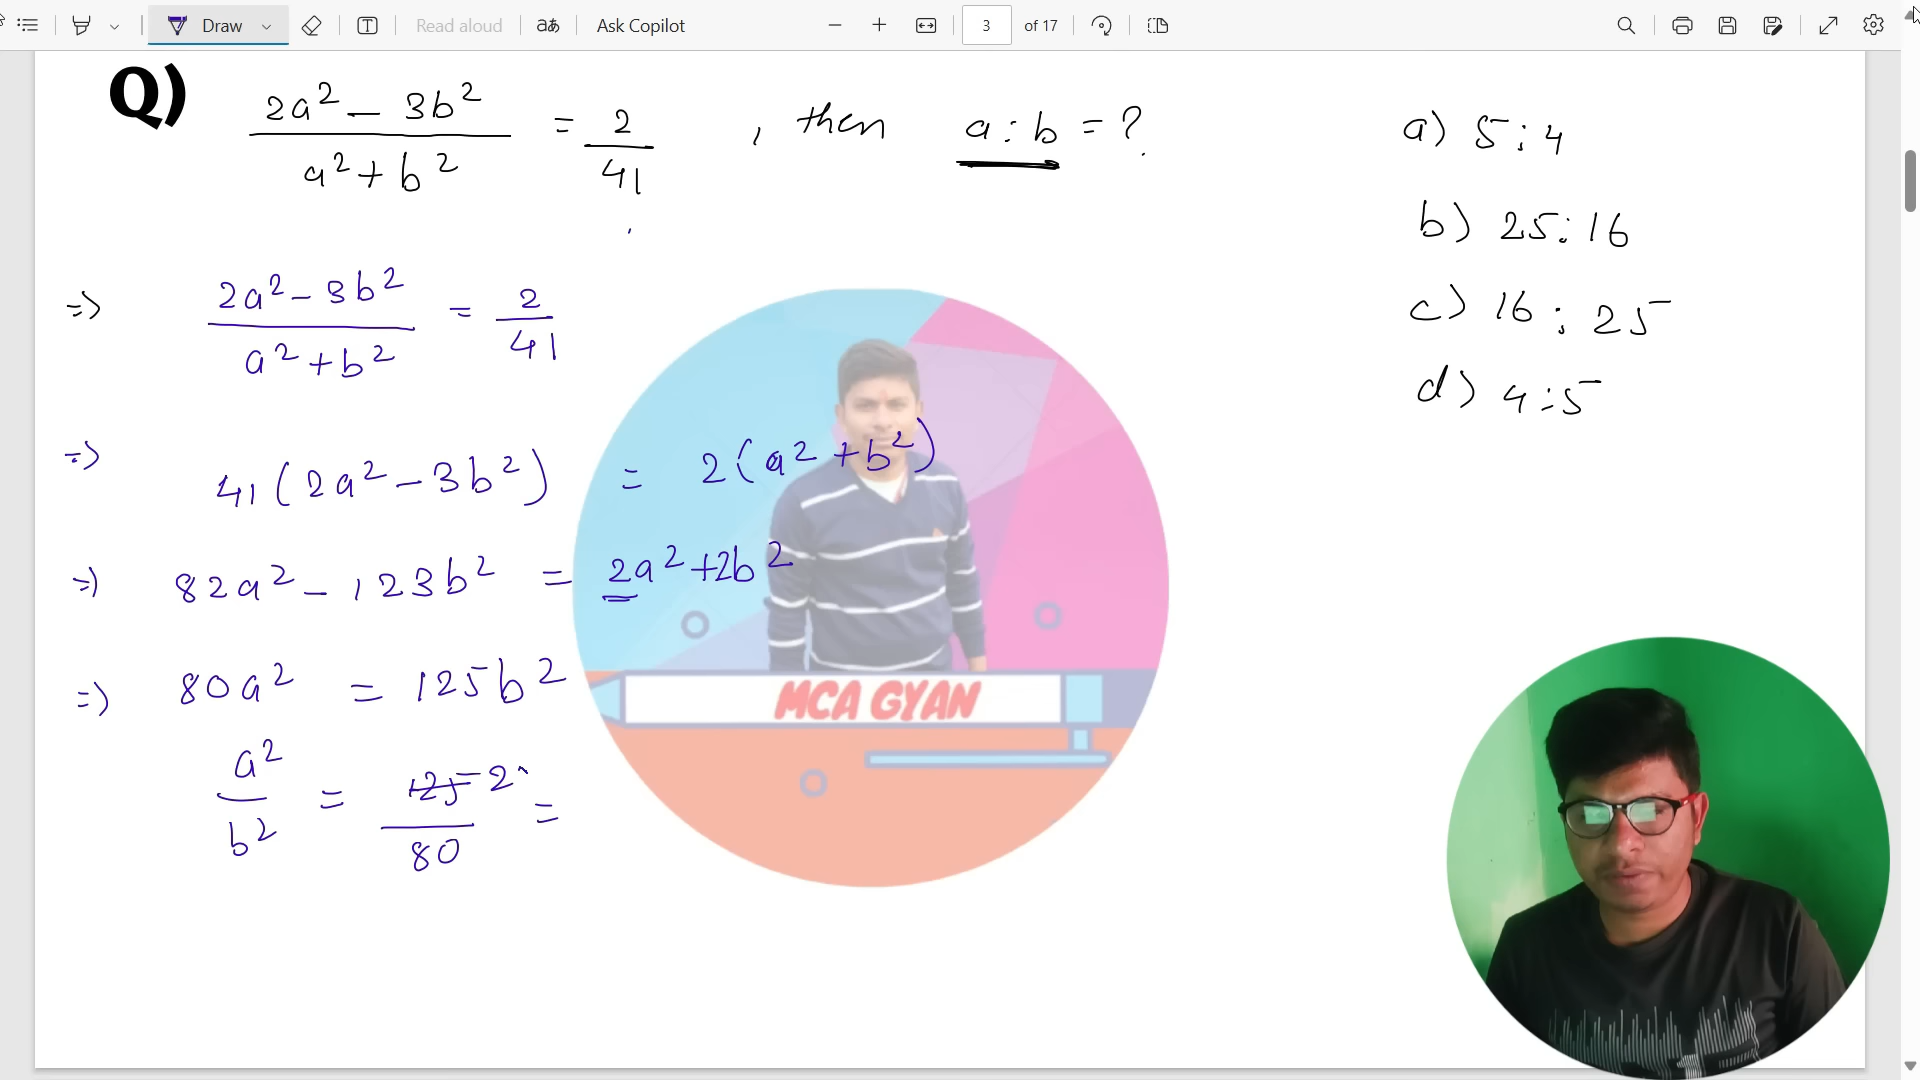 Draw
Read aloud
aあ
Ask Copilot
3 of 17
Q) (2a² - 3b²)/(a² + b²) = 2/41 , then a : b = ?
a) 5 : 4
b) 25 : 16
c) 16 : 25
d) 4 : 5
=> (2a² - 3b²)/(a² + b²) = 2/41
=> 41(2a² - 3b²) = 2(a² + b²)
=> 82a² - 123b² = 2a² + 2b²
=> 80a² = 125b²
a²/b² = 125/80 =
MCA GYAN